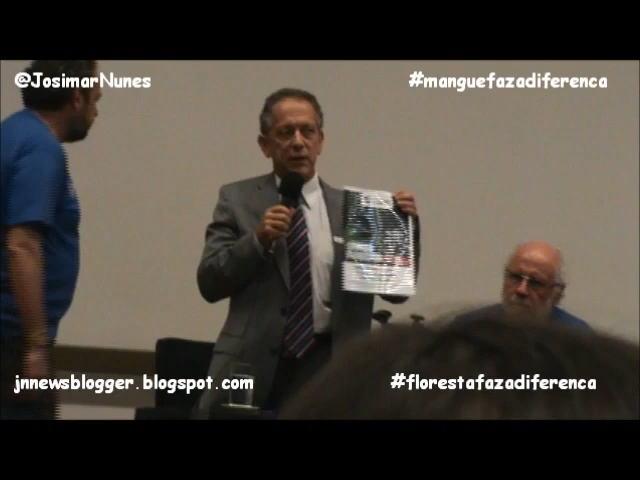 @JosimarNunes
#manguefazadiferenca
jnnewsblogger.blogspot.com
#florestafazadiferenca